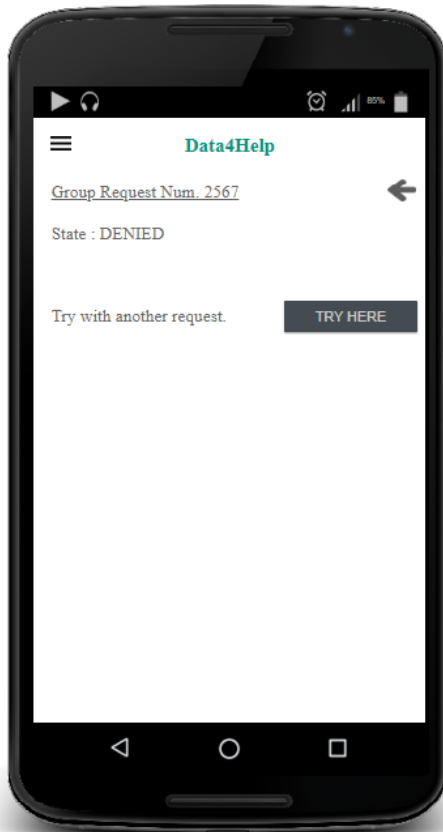 85%
Data4Help
Group Request Num. 2567
State : DENIED
Try with another request.
TRY HERE